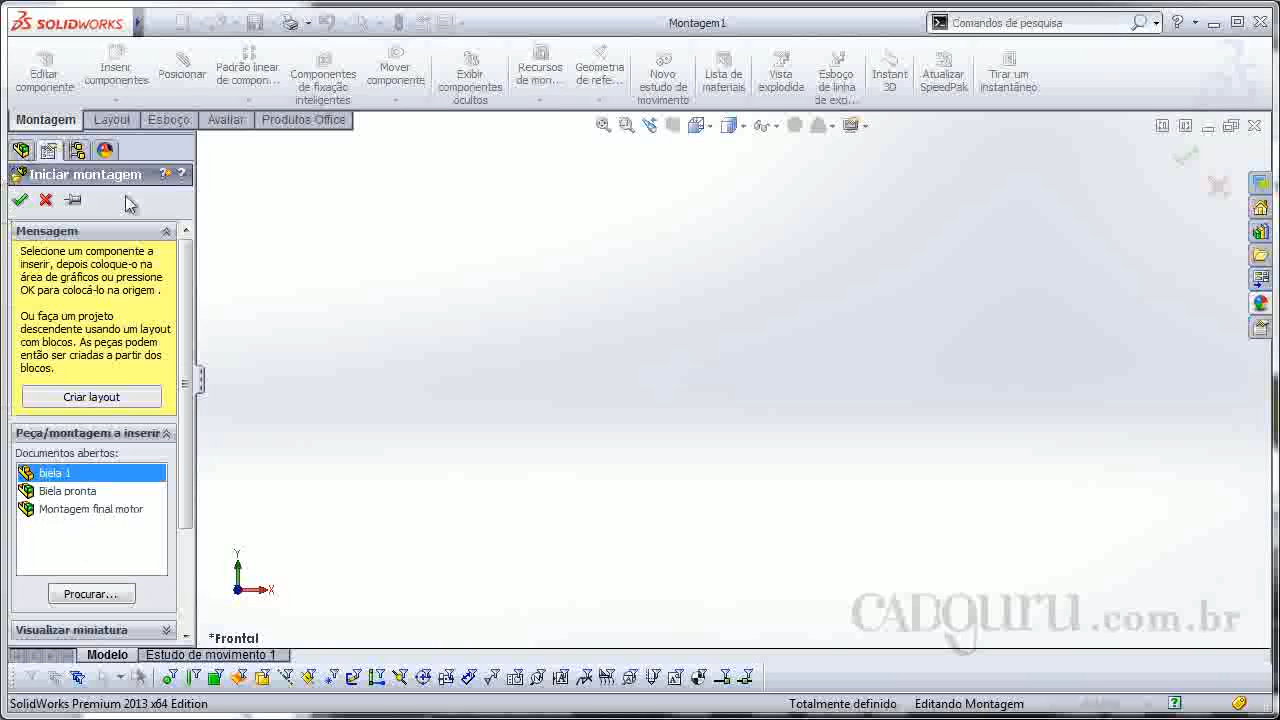 SOLIDWORKS
Montagem1
Comandos de pesquisa
Editar componente
Inserir componentes
Posicionar
Padrão linear de compon...
Componentes de fixação inteligentes
Mover componente
Exibir componentes ocultos
Recursos de mon...
Geometria de refe...
Novo estudo de movimento
Lista de materiais
Vista explodida
Esboço de linha de exp...
Instant 3D
Atualizar SpeedPak
Tirar um instantâneo
Montagem Layout Esboço Avaliar Produtos Office
Iniciar montagem
Mensagem
Selecione um componente a
inserir, depois coloque-o na
área de gráficos ou pressione
OK para colocá-lo na origem .
Ou faça um projeto
descendente usando um layout
com blocos. As peças podem
então ser criadas a partir dos
blocos.
Criar layout
Peça/montagem a inserir
Documentos abertos:
biela 1
Biela pronta
Montagem final motor
Procurar...
Visualizar miniatura
Y
X
*Frontal
CADGURU.com.br
Modelo Estudo de movimento 1
SolidWorks Premium 2013 x64 Edition
Totalmente definido
Editando Montagem